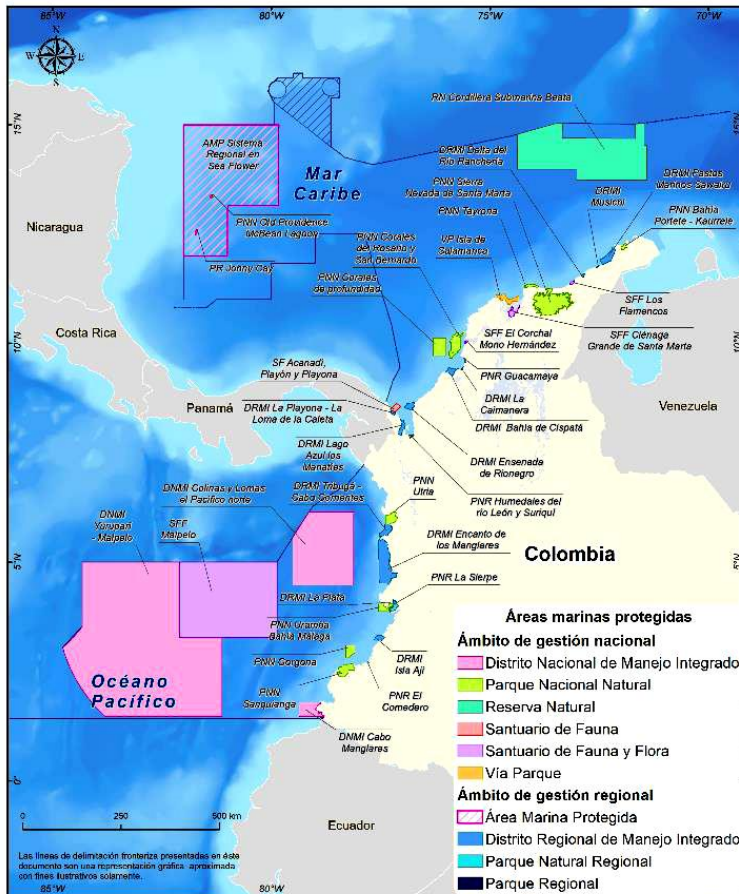 85°W
80°W
75°W
70°W
N
W
E
S
15°N
10°N
5°N
0°
RN Cordillera Submarina Beata
AMP Sistema
Regional en
Sea Flower
Mar
Caribe
DRMI Delta del
Río Ranchería
DRMI Pastos
Marinos Sawäirü
PNN Sierra
Nevada de Santa Marta
DRMI
Musichi
PNN Tayrona
PNN Bahía
Portete - Kaurrele
Nicaragua
PNN Old Providence
McBean Lagoon
PNN Corales
del Rosario y
San Bernardo
VP Isla de
Salamanca
PR Jonny Cay
PNN Corales
de profundidad
SFF Los
Flamencos
Costa Rica
SFF El Corchal
Mono Hernández
SFF Ciénaga
Grande de Santa Marta
SF Acandí,
Playón y Playona
PNR Guacamaya
Panamá
DRMI La Playona - La
Loma de la Caleta
DRMI La
Caimanera
Venezuela
DRMI Bahía de Cispatá
DRMI Lago
Azul los
Manatíes
DRMI Ensenada
de Rionegro
DNMI Colinas y Lomas
el Pacífico norte
DRMI Tribugá -
Cabo Corrientes
PNN
Utría
PNR Humedales del
río León y Suriquí
DNMI
Yuruparí
- Malpelo
SFF
Malpelo
DRMI Encanto
de los Manglares
Colombia
DRMI La Plata
PNR La Sierpe
PNN Uramba
Bahía Málaga
PNN Gorgona
DRMI
Isla Ají
Océano
Pacífico
PNN
Sanquianga
PNR El
Comedero
DNMI Cabo
Manglares
Ecuador
Áreas marinas protegidas
Ámbito de gestión nacional
Distrito Nacional de Manejo Integrado
Parque Nacional Natural
Reserva Natural
Santuario de Fauna
Santuario de Fauna y Flora
Vía Parque
Ámbito de gestión regional
Área Marina Protegida
Distrito Regional de Manejo Integrado
Parque Natural Regional
Parque Regional
0
250
500 km
Las líneas de delimitación fronteriza presentadas en éste
documento son una representación gráfica aproximada
con fines ilustrativos solamente.
85°W
80°W